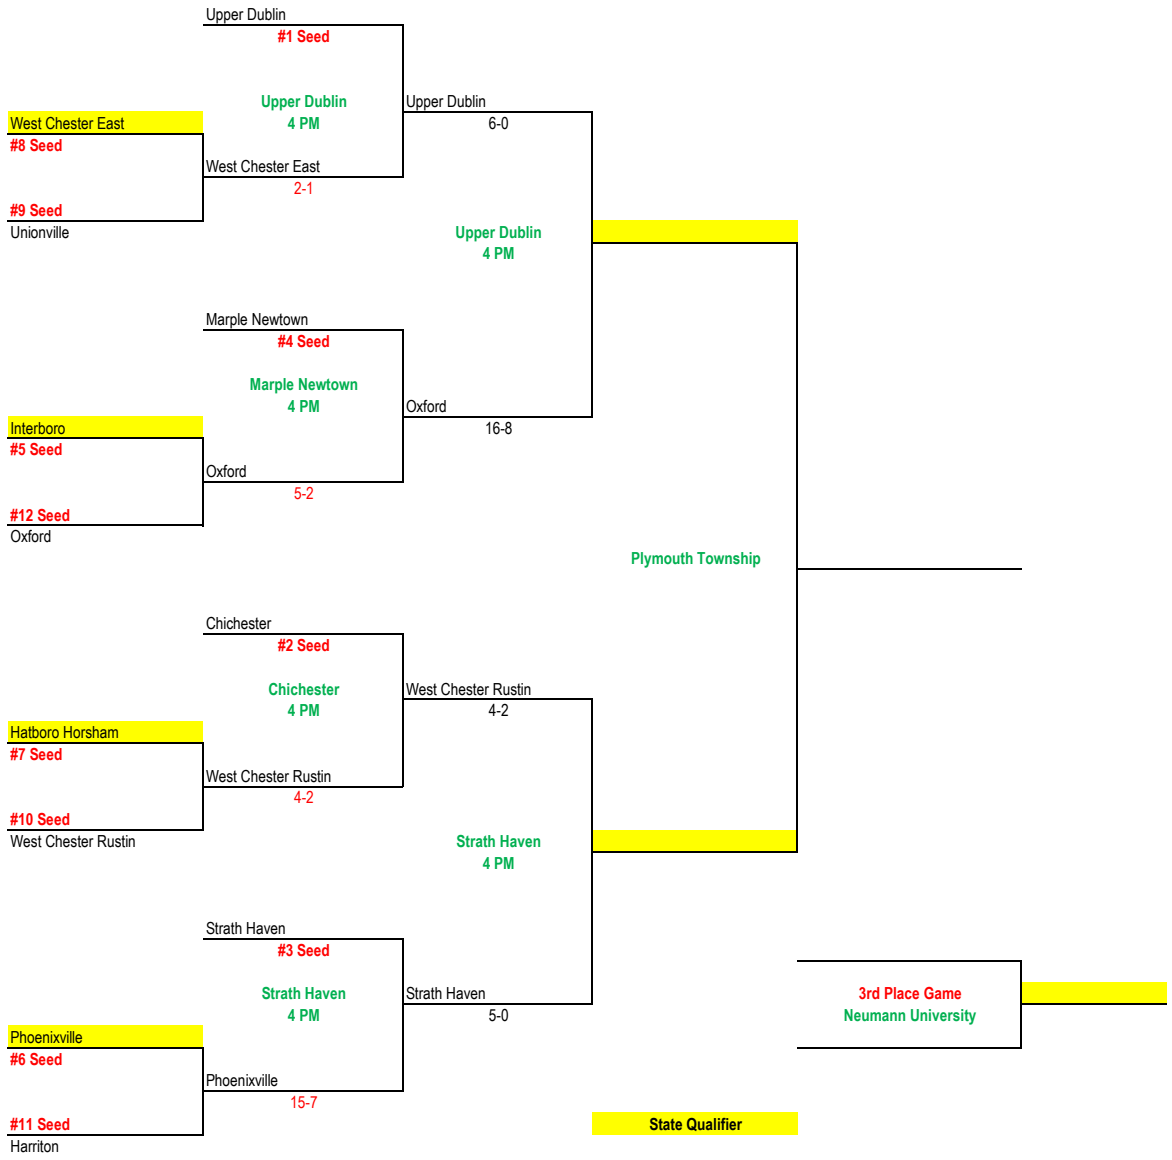 Upper Dublin
#1 Seed
Upper Dublin
4 PM
Upper Dublin
6-0
West Chester East
#8 Seed
West Chester East
2-1
#9 Seed
Unionville
Upper Dublin
4 PM
Marple Newtown
#4 Seed
Marple Newtown
4 PM
Oxford
16-8
Interboro
#5 Seed
Oxford
5-2
#12 Seed
Oxford
Plymouth Township
Chichester
#2 Seed
Chichester
4 PM
West Chester Rustin
4-2
Hatboro Horsham
#7 Seed
West Chester Rustin
4-2
#10 Seed
West Chester Rustin
Strath Haven
4 PM
Strath Haven
#3 Seed
Strath Haven
4 PM
Strath Haven
5-0
3rd Place Game
Neumann University
Phoenixville
#6 Seed
Phoenixville
15-7
#11 Seed
Harriton
State Qualifier